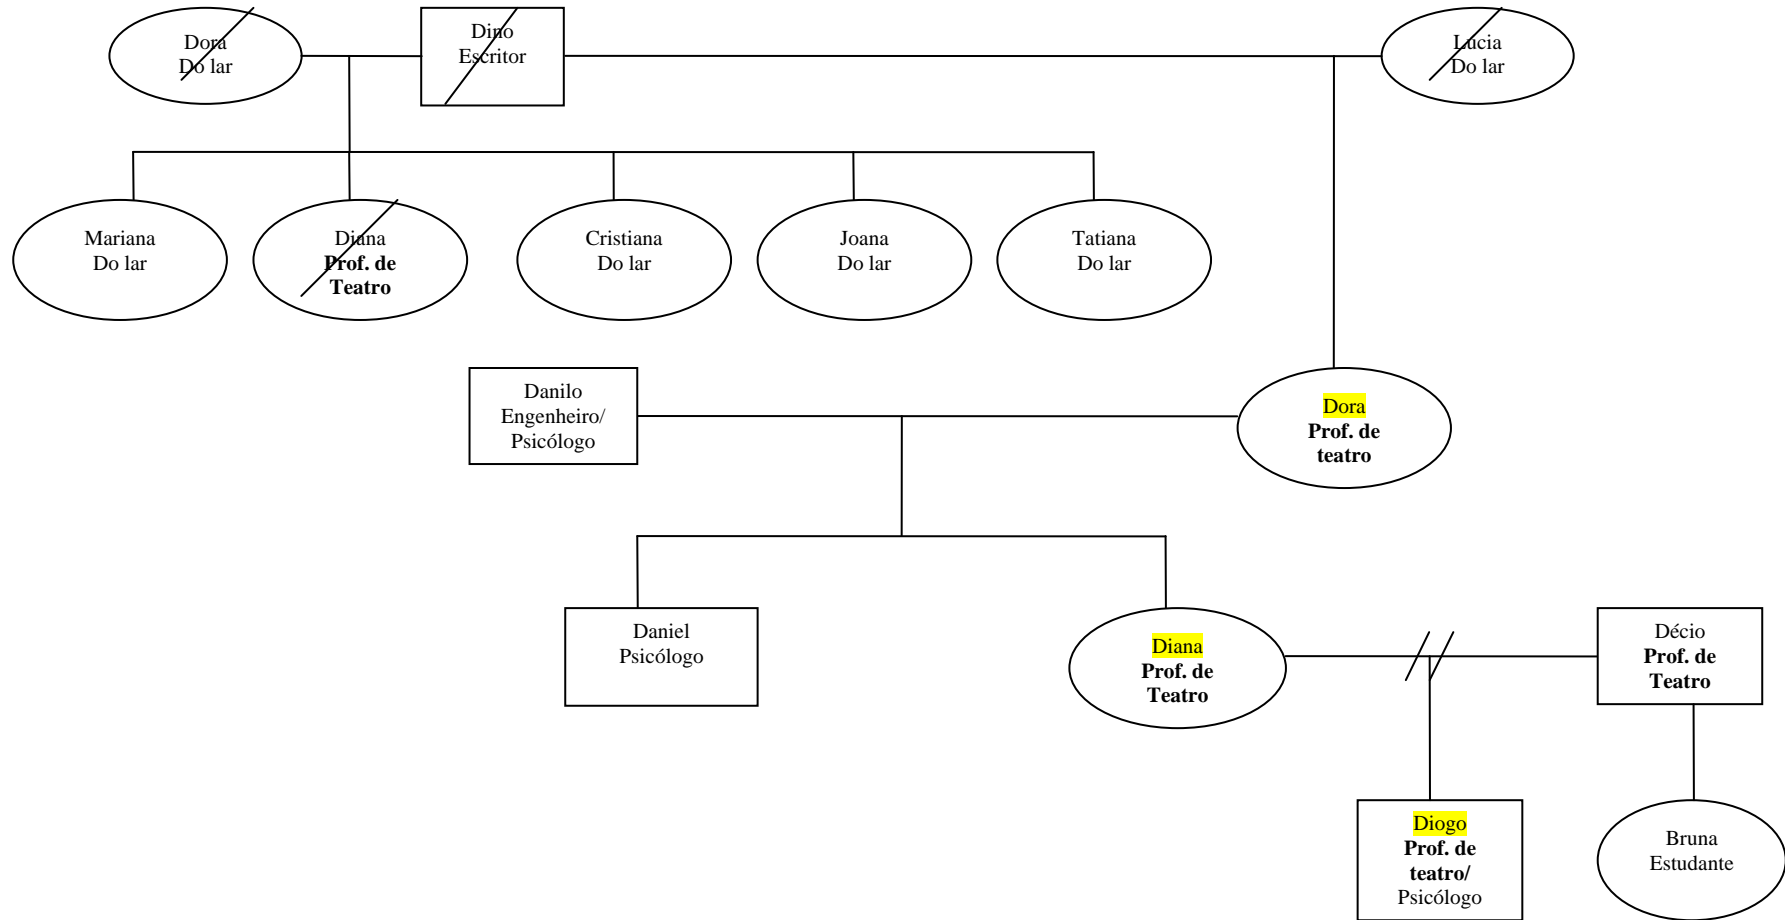 Dora
Do lar
Dino
Escritor
Lucia
Do lar
Mariana
Do lar
Diana
Prof. de
Teatro
Cristiana
Do lar
Joana
Do lar
Tatiana
Do lar
Danilo
Engenheiro/
Psicólogo
Dora
Prof. de
teatro
Daniel
Psicólogo
Diana
Prof. de
Teatro
Décio
Prof. de
Teatro
Diogo
Prof. de
teatro/
Psicólogo
Bruna
Estudante